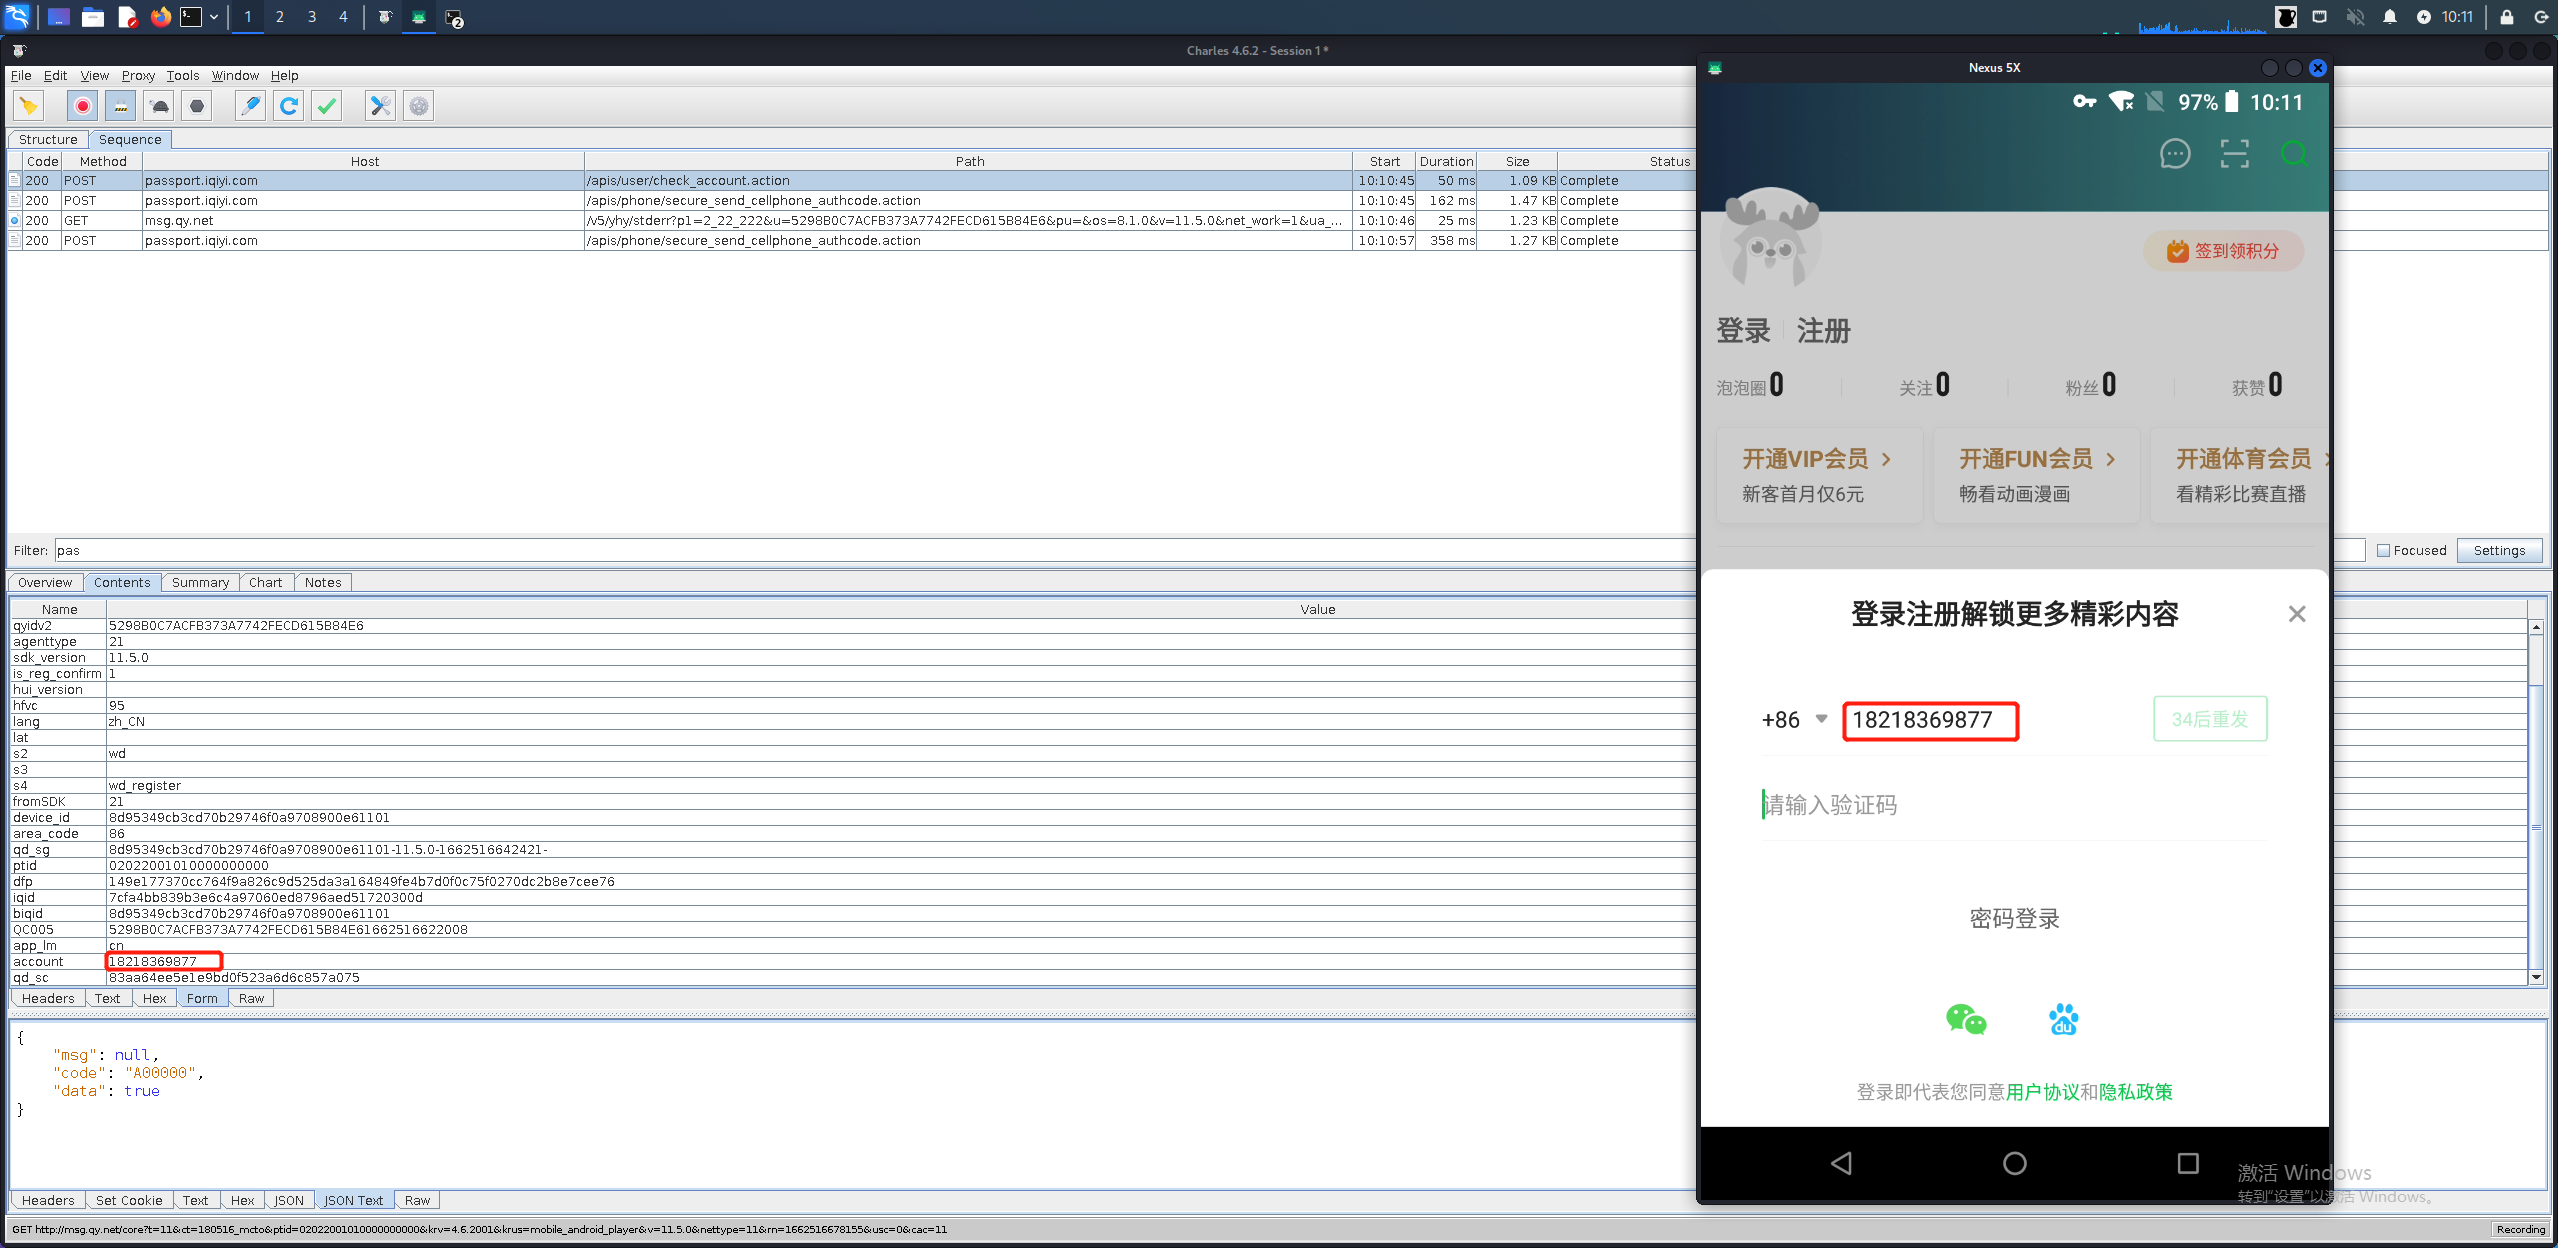 1 2 3 4
2
10:11
Charles 4.6.2 - Session 1 *
File Edit View Proxy Tools Window Help
Structure Sequence
Code Method Host Path Start Duration Size Status
200 POST passport.iqiyi.com /apis/user/check_account.action 10:10:45 50 ms 1.09 KB Complete
200 POST passport.iqiyi.com /apis/phone/secure_send_cellphone_authcode.action 10:10:45 162 ms 1.47 KB Complete
200 GET msg.qy.net /v5/yhy/stderr?p1=2_22_222&u=5298B0C7ACFB373A7742FECD615B84E6&pu=&os=8.1.0&v=11.5.0&net_work=1&ua_... 10:10:46 25 ms 1.23 KB Complete
200 POST passport.iqiyi.com /apis/phone/secure_send_cellphone_authcode.action 10:10:57 358 ms 1.27 KB Complete
Filter: pas
Focused Settings
Overview Contents Summary Chart Notes
Name Value
qyidv2 5298B0C7ACFB373A7742FECD615B84E6
agenttype 21
sdk_version 11.5.0
is_reg_confirm 1
hui_version
hfvc 95
lang zh_CN
lat
s2 wd
s3
s4 wd_register
fromSDK 21
device_id 8d95349cb3cd70b29746f0a9708900e61101
area_code 86
qd_sg 8d95349cb3cd70b29746f0a9708900e61101-11.5.0-1662516642421-
ptid 02022001010000000000
dfp 149e177370cc764f9a826c9d525da3a164849fe4b7d0f0c75f0270dc2b8e7cee76
iqid 7cfa4bb839b3e6c4a97060ed8796aed51720300d
biqid 8d95349cb3cd70b29746f0a9708900e61101
QC005 5298B0C7ACFB373A7742FECD615B84E61662516622008
app_lm cn
account 18218369877
qd_sc 83aa64ee5e1e9bd0f523a6d6c857a075
Headers Text Hex Form Raw
{
"msg": null,
"code": "A00000",
"data": true
}
Headers Set Cookie Text Hex JSON JSON Text Raw
GET http://msg.qy.net/core?t=11&ct=180516_mcto&ptid=02022001010000000000&krv=4.6.2001&krus=mobile_android_player&v=11.5.0&nettype=11&rn=1662516678155&usc=0&cac=11
Recording
Nexus 5X
97% 10:11
签到领积分
登录 注册
泡泡圈 0 关注 0 粉丝 0 获赞 0
开通VIP会员 > 开通FUN会员 > 开通体育会员 >
新客首月仅6元 畅看动画漫画 看精彩比赛直播
登录注册解锁更多精彩内容
+86 18218369877 34后重发
请输入验证码
密码登录
du
登录即代表您同意用户协议和隐私政策
激活 Windows
转到“设置”以激活 Windows。